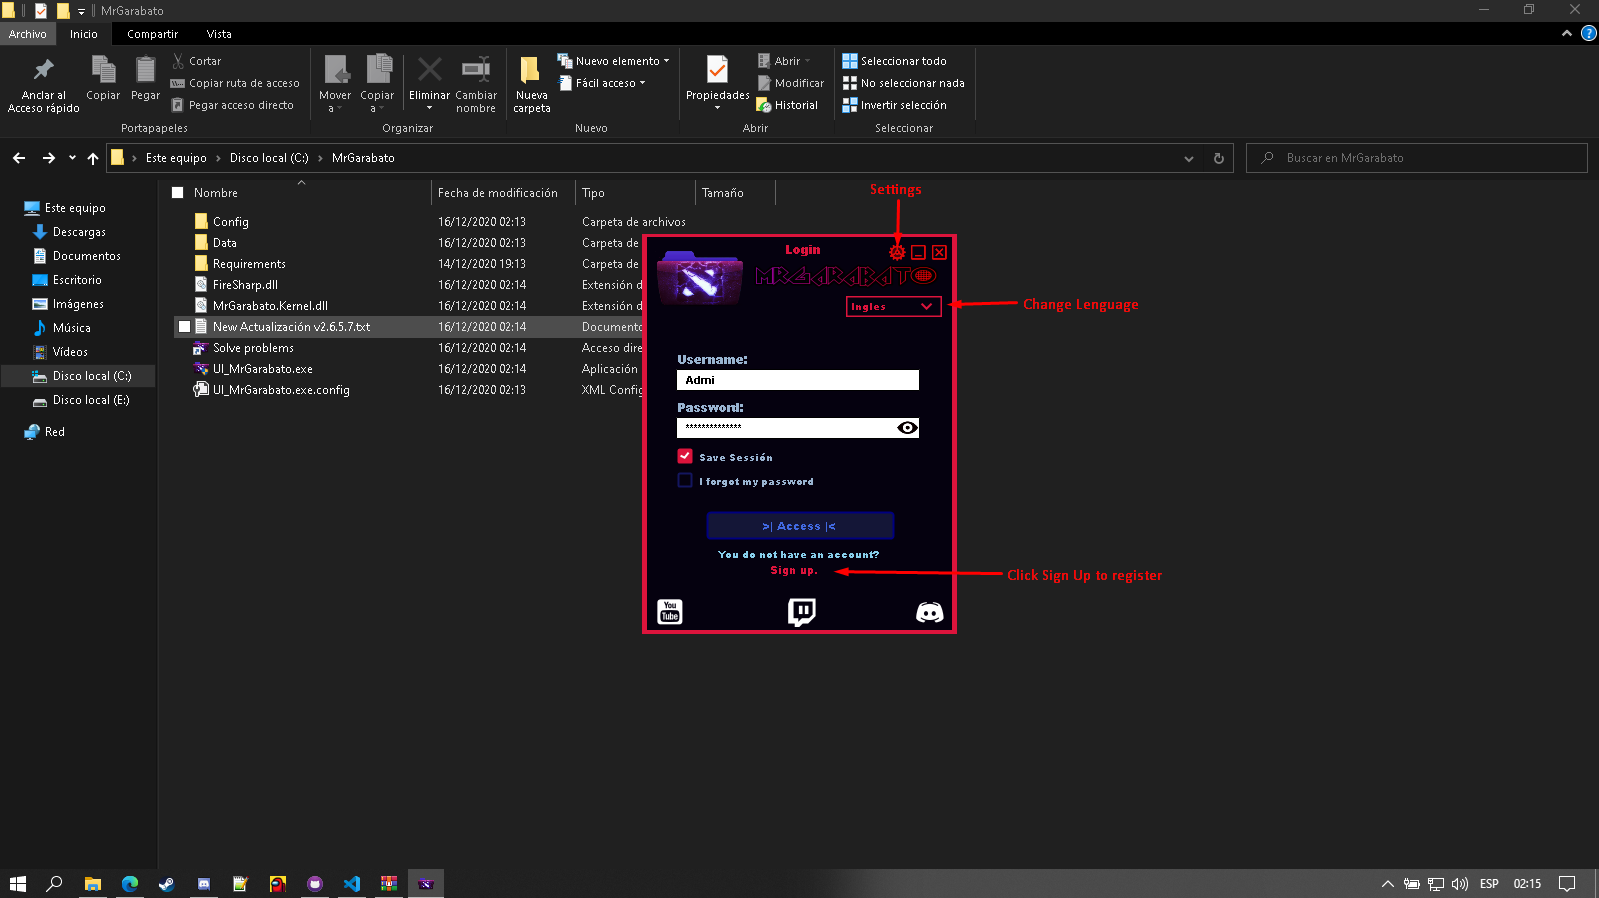 MrGarabato
Archivo Inicio Compartir Vista
Anclar al Acceso rápido
Copiar
Pegar
Cortar
Copiar ruta de acceso
Pegar acceso directo
Portapapeles
Mover a
Copiar a
Eliminar
Cambiar nombre
Organizar
Nueva carpeta
Nuevo elemento
Fácil acceso
Nuevo
Propiedades
Abrir
Modificar
Historial
Abrir
Seleccionar todo
No seleccionar nada
Invertir selección
Seleccionar
Este equipo > Disco local (C:) > MrGarabato
Buscar en MrGarabato
Este equipo
Descargas
Documentos
Escritorio
Imágenes
Música
Vídeos
Disco local (C:)
Disco local (E:)
Red
Nombre Fecha de modificación Tipo Tamaño
Config 16/12/2020 02:13 Carpeta de archivos
Data 16/12/2020 02:13 Carpeta de
Requirements 14/12/2020 19:13 Carpeta de
FireSharp.dll 16/12/2020 02:14 Extensión d
MrGarabato.Kernel.dll 16/12/2020 02:14 Extensión d
New Actualización v2.6.5.7.txt 16/12/2020 02:14 Documento
Solve problems 16/12/2020 02:14 Acceso dire
UI_MrGarabato.exe 16/12/2020 02:14 Aplicación
UI_MrGarabato.exe.config 16/12/2020 02:13 XML Config
Settings
Login
MRGARABATO
Ingles
Change Lenguage
Username:
Admi
Password:
**************
Save Sessión
I forgot my password
>| Access |<
You do not have an account?
Sign up.
Click Sign Up to register
You Tube
ESP 02:15